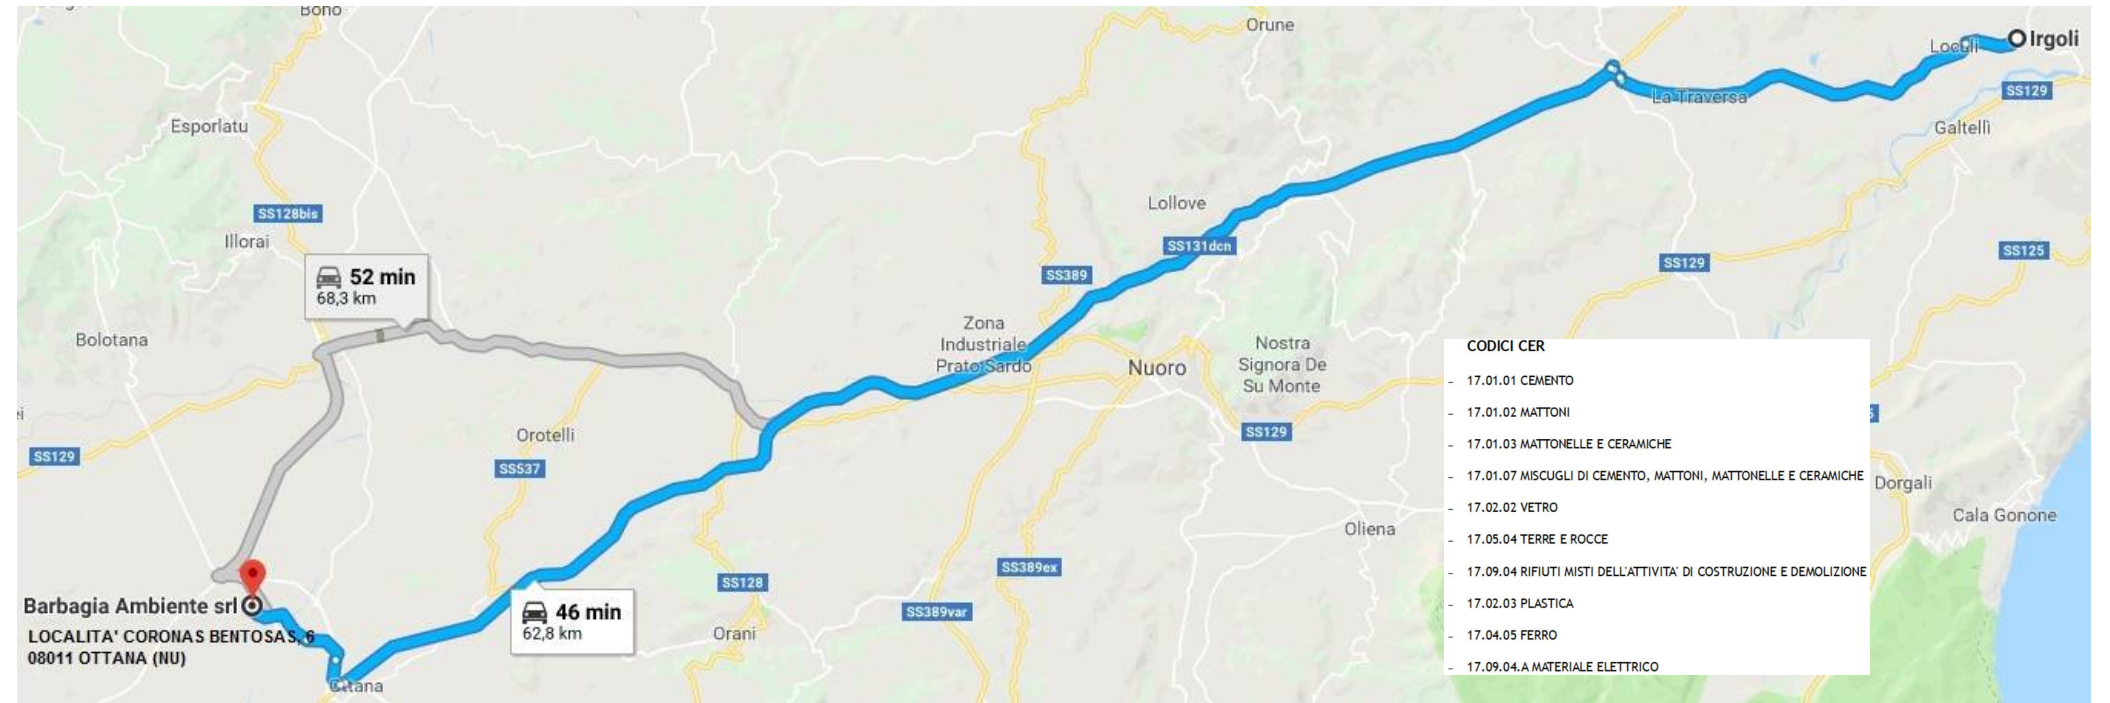 Bono
Orune
Loculi
Irgoli
SS129
La Traversa
Galtellì
Esporlatu
SS128bis
Lollove
Illorai
SS131dcn
SS125
SS129
52 min
68,3 km
SS389
Bolotana
Zona
Industriale
Prato Sardo
Nuoro
Nostra
Signora De
Su Monte
Orotelli
SS129
SS129
SS537
Dorgali
Cala Gonone
Oliena
SS128
SS389ex
SS389var
Orani
46 min
62,8 km
Barbagia Ambiente srl
LOCALITA' CORONAS BENTOSAS, 6
08011 OTTANA (NU)
Ottana
CODICI CER
- 17.01.01 CEMENTO
- 17.01.02 MATTONI
- 17.01.03 MATTONELLE E CERAMICHE
- 17.01.07 MISCUGLI DI CEMENTO, MATTONI, MATTONELLE E CERAMICHE
- 17.02.02 VETRO
- 17.05.04 TERRE E ROCCE
- 17.09.04 RIFIUTI MISTI DELL'ATTIVITA' DI COSTRUZIONE E DEMOLIZIONE
- 17.02.03 PLASTICA
- 17.04.05 FERRO
- 17.09.04.A MATERIALE ELETTRICO